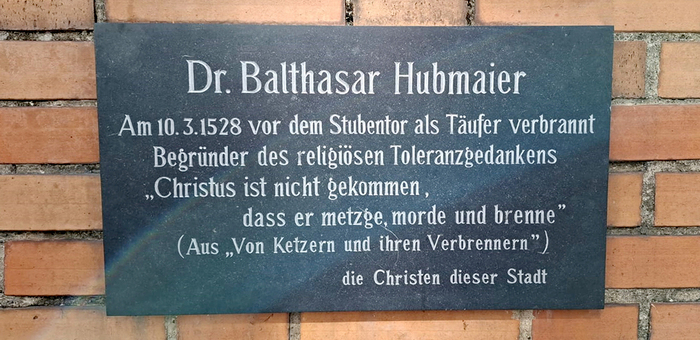 Dr. Balthasar Hubmaier
Am 10.3.1528 vor dem Stubentor als Täufer verbrannt
Begründer des religiösen Toleranzgedankens
„Christus ist nicht gekommen,
dass er metzge, morde und brenne”
(Aus „Von Ketzern und ihren Verbrennern”)
die Christen dieser Stadt